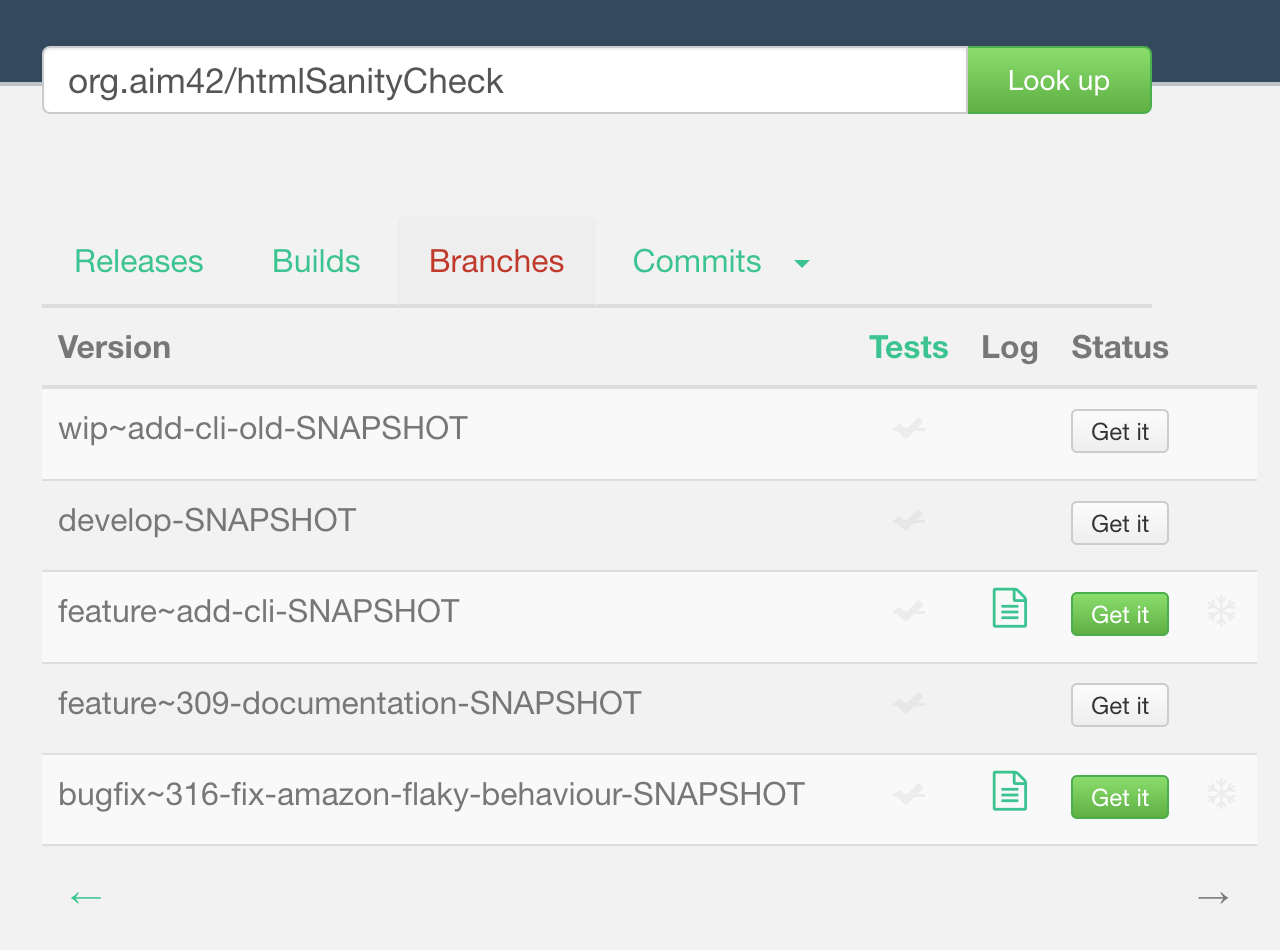 org.aim42/htmlSanityCheck Look up
Releases Builds Branches Commits
Version Tests Log Status
wip~add-cli-old-SNAPSHOT Get it
develop-SNAPSHOT Get it
feature~add-cli-SNAPSHOT Get it
feature~309-documentation-SNAPSHOT Get it
bugfix~316-fix-amazon-flaky-behaviour-SNAPSHOT Get it
← →